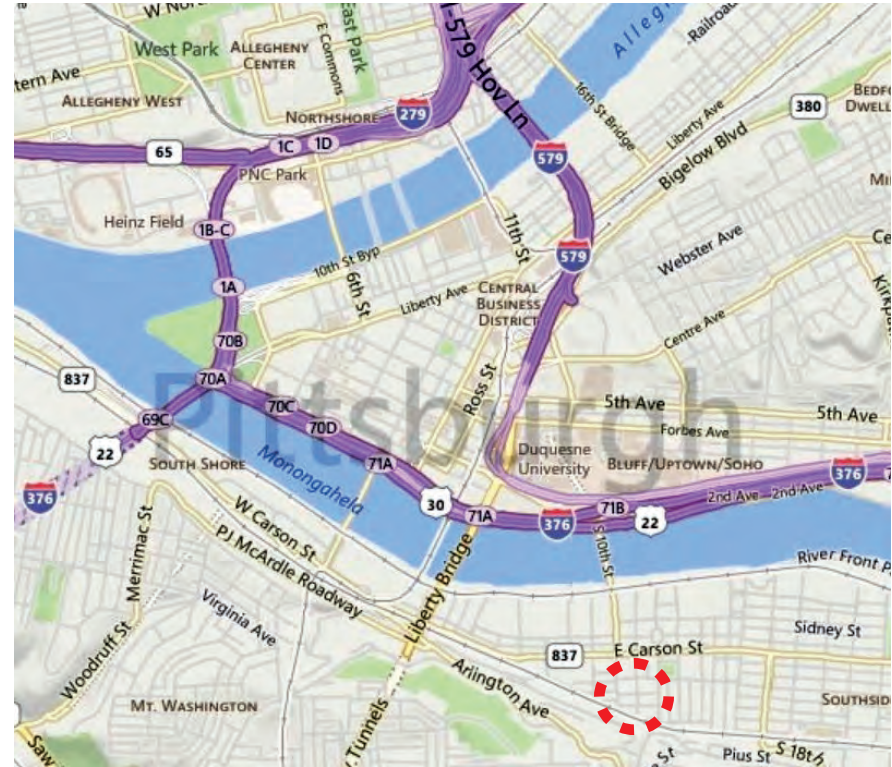 West Park
ALLEGHENY
CENTER
E Commons
East Park
I-579 Hov Ln
Railroad
tern Ave
ALLEGHENY WEST
NORTHSHORE
279
16th St Bridge
Liberty Ave
380
BEDFO
DWELL
65
1C
1D
579
Bigelow Blvd
PNC Park
Heinz Field
1B-C
11th St
579
Webster Ave
10th St Byp
6th St
1A
Liberty Ave
CENTRAL
BUSINESS
DISTRICT
Centre Ave
70B
837
70A
Pittsburgh
Ross St
70C
5th Ave
5th Ave
69C
70D
Forbes Ave
22
SOUTH SHORE
Monongahela
71A
Duquesne
University
BLUFF/UPTOWN/SOHO
376
376
30
71A
376
71B
22
2nd Ave
2nd Ave
S 10th St
W Carson St
PJ McArdle Roadway
Liberty Bridge
River Front P
Merrimac St
Virginia Ave
Woodruff St
837
E Carson St
Sidney St
Arlington Ave
MT. WASHINGTON
SOUTHSID
Tunnels
Pius St
S 18th
Saw